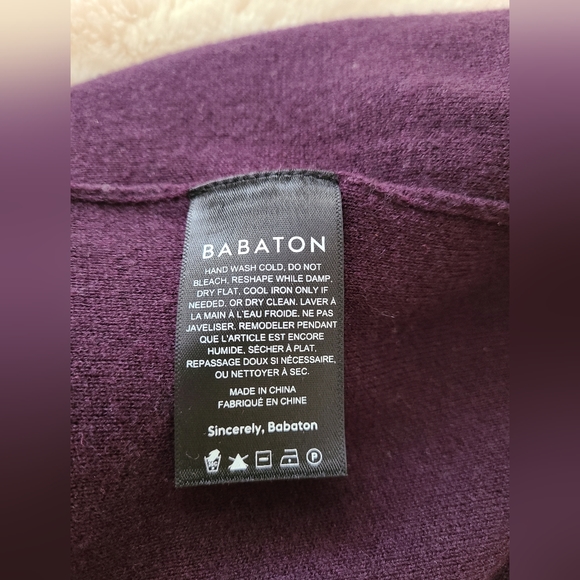 BABATON
HAND WASH COLD, DO NOT
BLEACH. RESHAPE WHILE DAMP.
DRY FLAT, COOL IRON ONLY IF
NEEDED, OR DRY CLEAN. LAVER À
LA MAIN À L'EAU FROIDE. NE PAS
JAVELISER. REMODELER PENDANT
QUE L'ARTICLE EST ENCORE
HUMIDE. SÉCHER À PLAT.
REPASSAGE DOUX SI NÉCESSAIRE,
OU NETTOYER À SEC.
MADE IN CHINA
FABRIQUÉ EN CHINE
Sincerely, Babaton
P